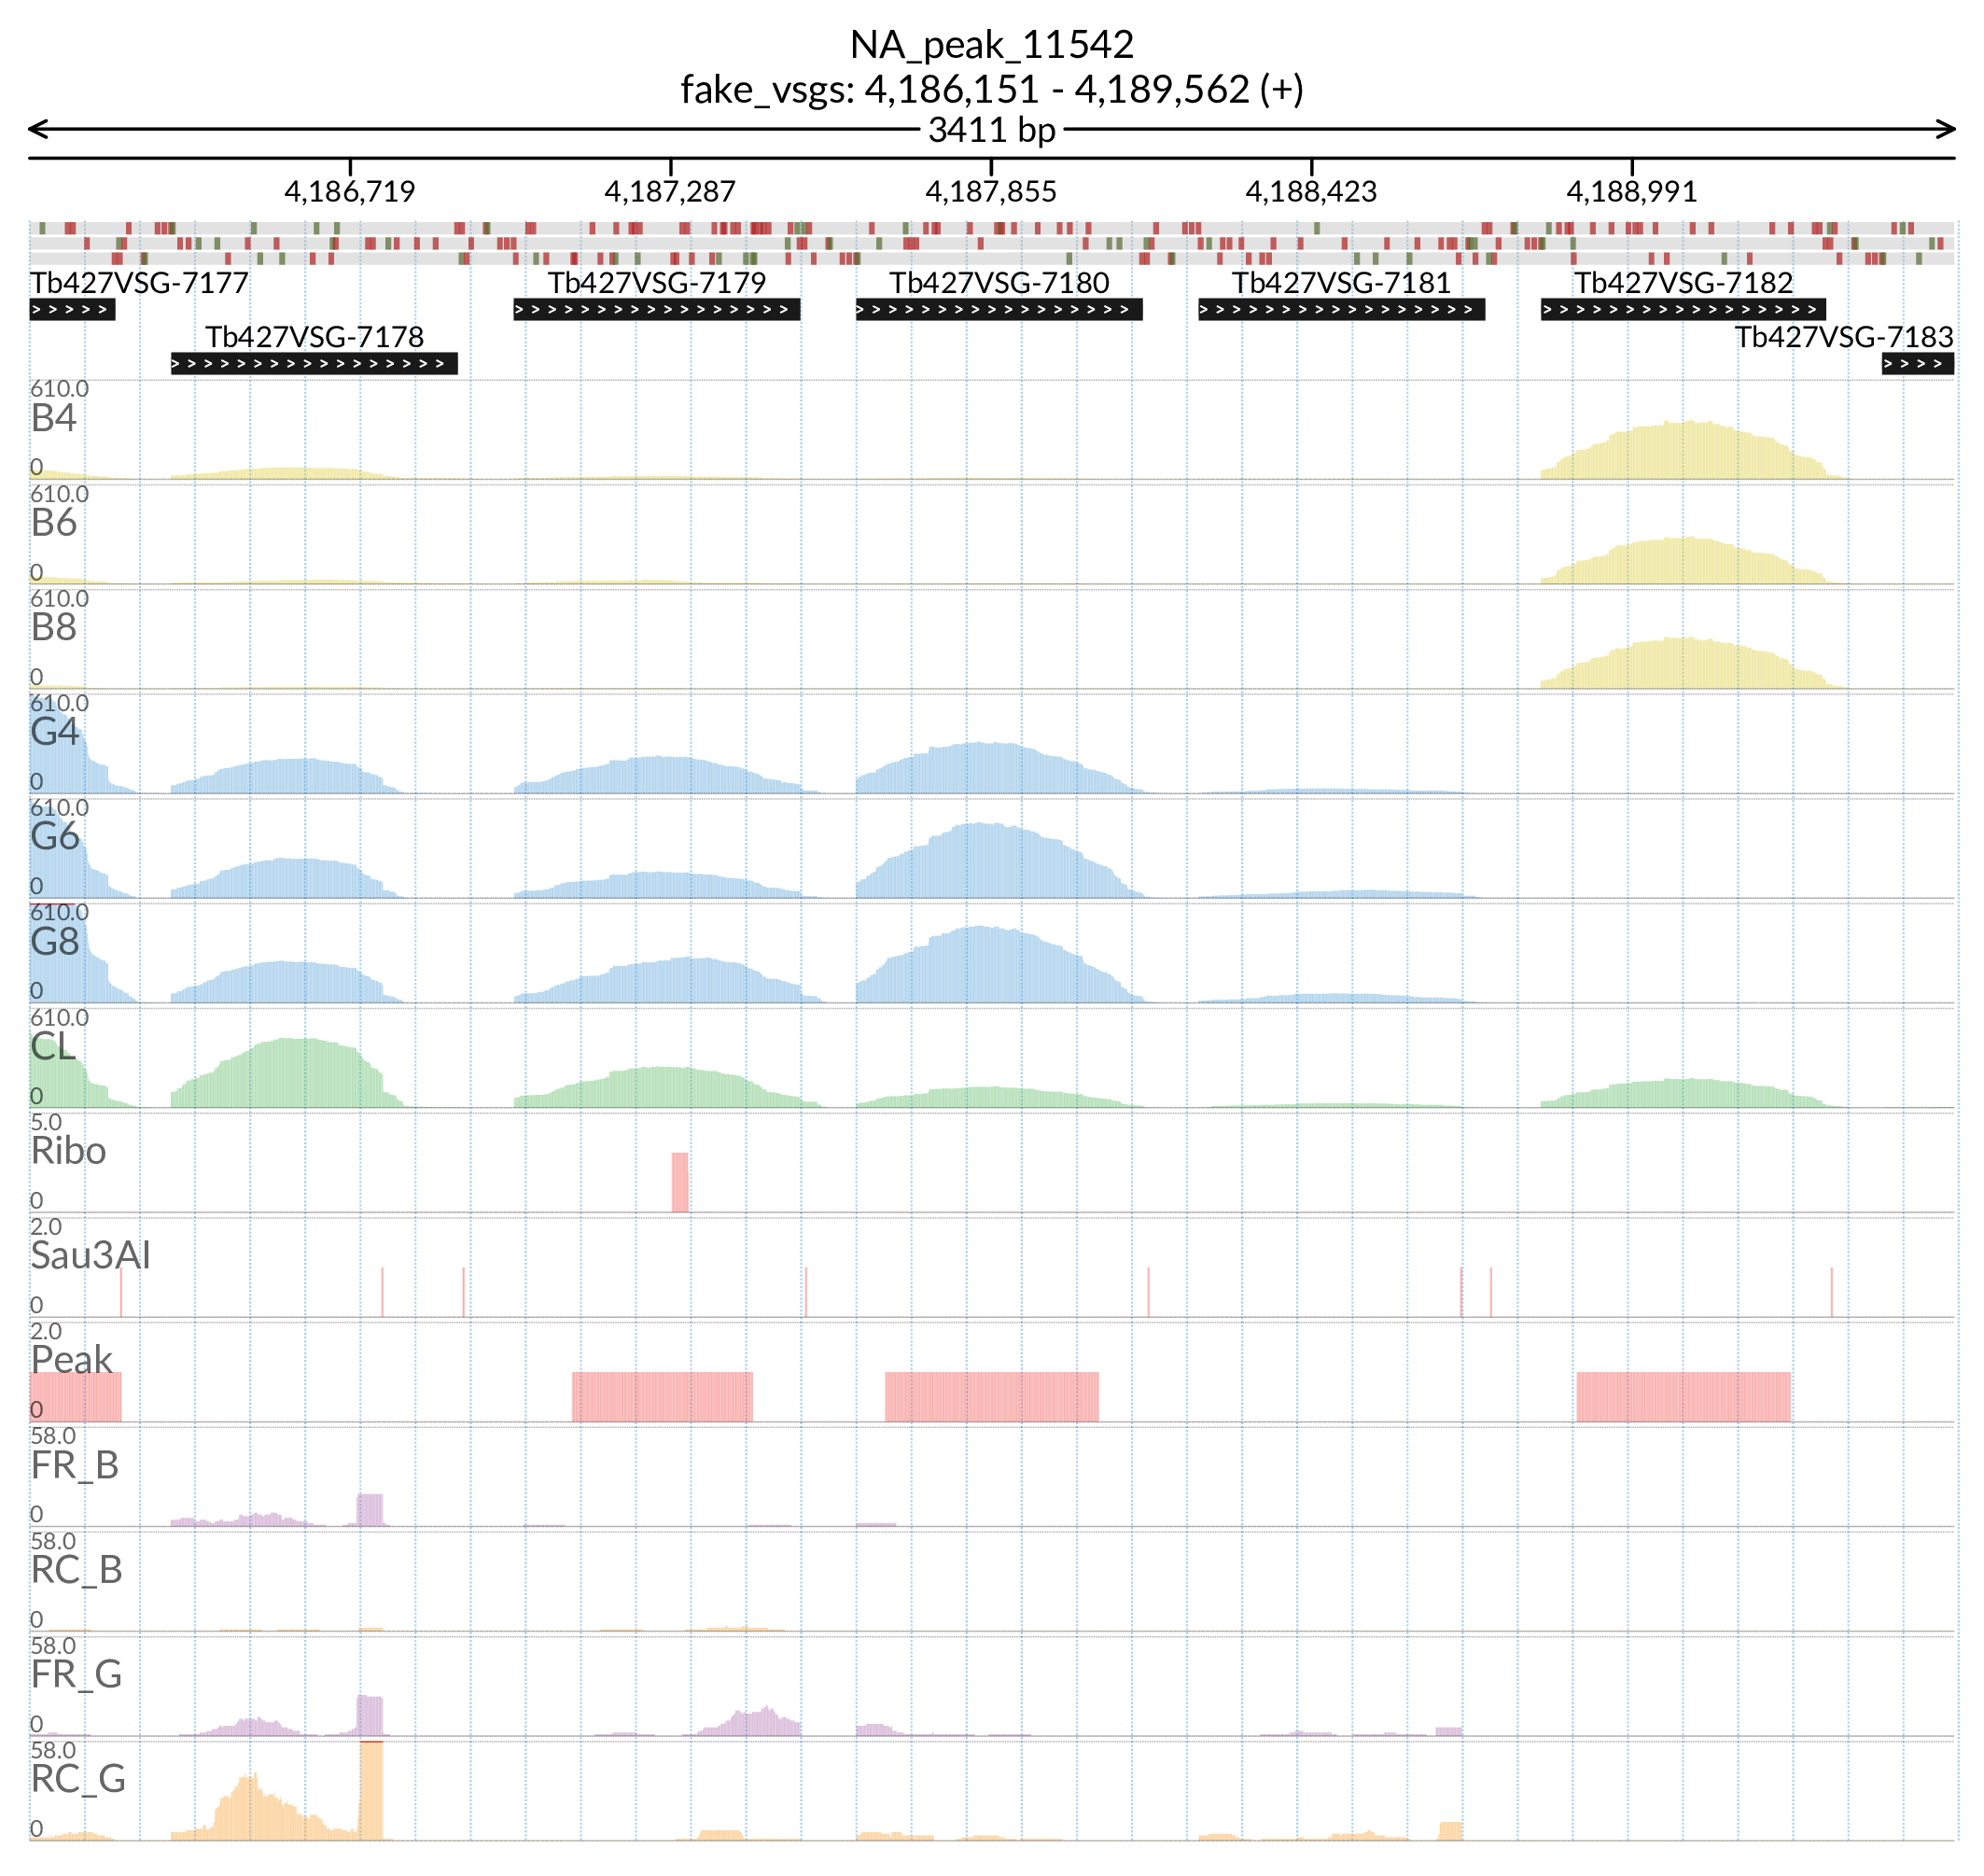 NA_peak_11542
fake_vsgs: 4,186,151 - 4,189,562 (+)
3411 bp
4,186,719 4,187,287 4,187,855 4,188,423 4,188,991
Tb427VSG-7177 Tb427VSG-7179 Tb427VSG-7180 Tb427VSG-7181 Tb427VSG-7182
Tb427VSG-7178 Tb427VSG-7183
610.0
B4
0
610.0
B6
0
610.0
B8
0
610.0
G4
0
610.0
G6
0
610.0
G8
0
610.0
CL
0
5.0
Ribo
0
2.0
Sau3AI
0
2.0
Peak
0
58.0
FR_B
0
58.0
RC_B
0
58.0
FR_G
0
58.0
RC_G
0